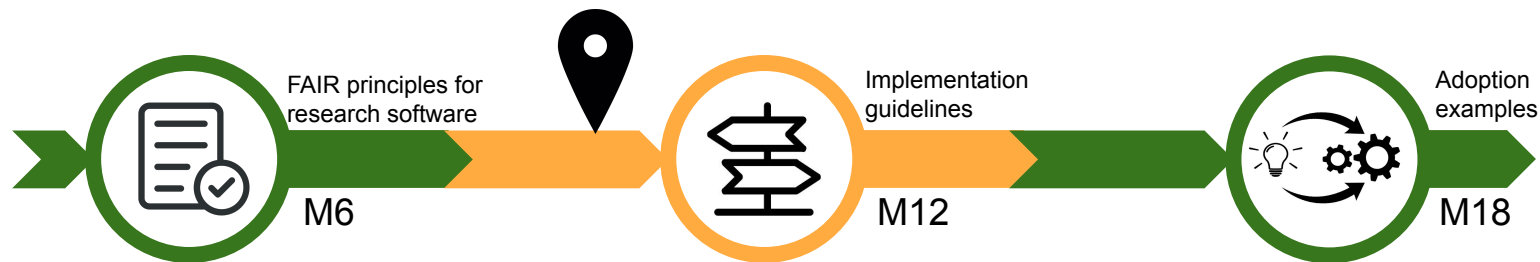 FAIR principles for
research software
M6
Implementation
guidelines
M12
Adoption
examples
M18